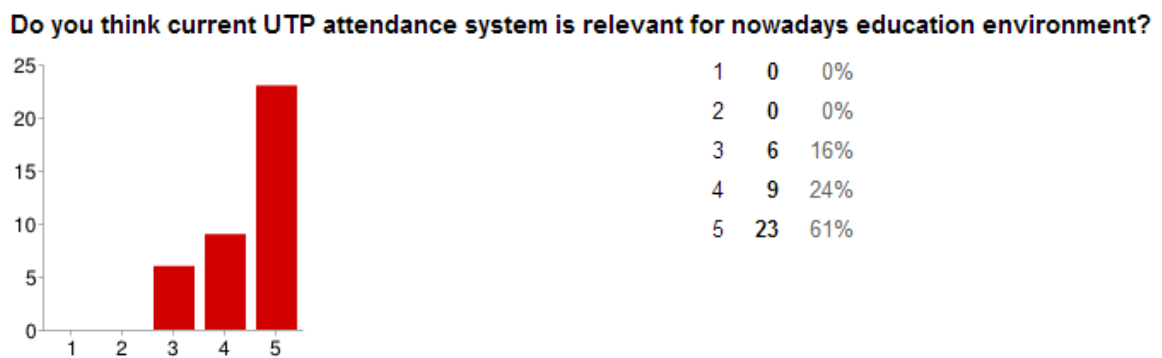 Do you think current UTP attendance system is relevant for nowadays education environment?
25
20
15
10
5
0
1 2 3 4 5
1 0 0%
2 0 0%
3 6 16%
4 9 24%
5 23 61%